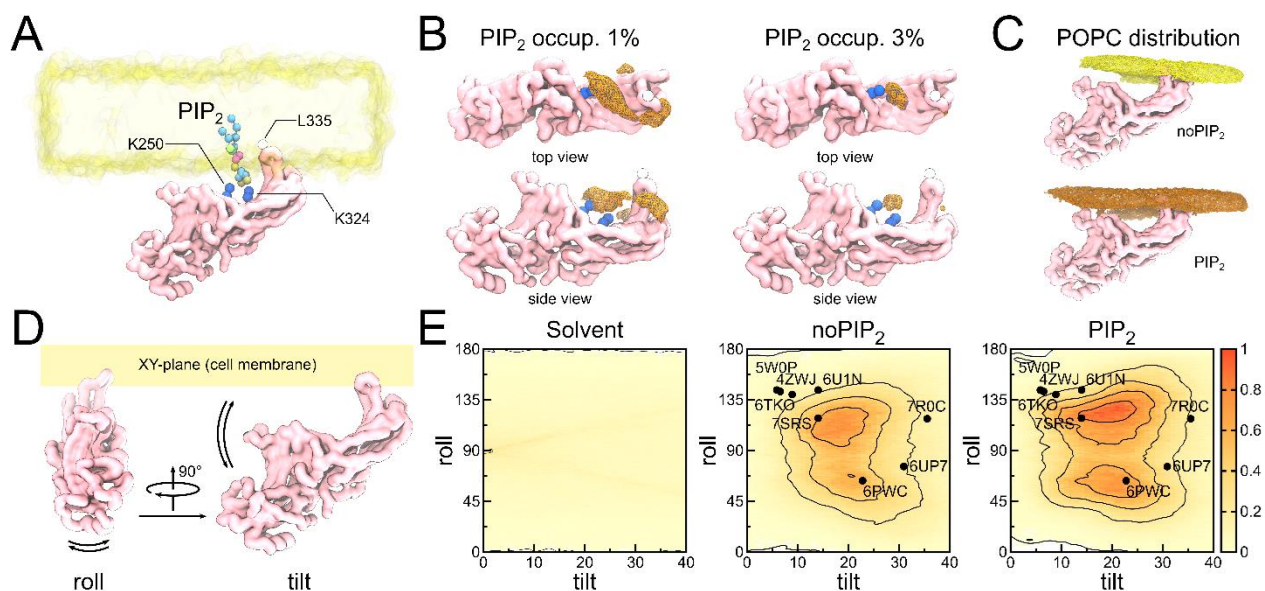 A
PIP₂
L335
K250
K324
B
PIP₂ occup. 1%
PIP₂ occup. 3%
top view
top view
side view
side view
C
POPC distribution
noPIP₂
PIP₂
D
XY-plane (cell membrane)
90°
roll
tilt
E
Solvent
noPIP₂
PIP₂
roll
180
135
90
45
0
0 10 20 30 40
tilt
roll
180
135
90
45
0
5W0P
4ZWJ
6U1N
6TKO
7SRS
7R0C
6UP7
6PWC
0 10 20 30 40
tilt
roll
180
135
90
45
0
5W0P
4ZWJ
6U1N
6TKO
7SRS
7R0C
6UP7
6PWC
0 10 20 30 40
tilt
1
0.8
0.6
0.4
0.2
0